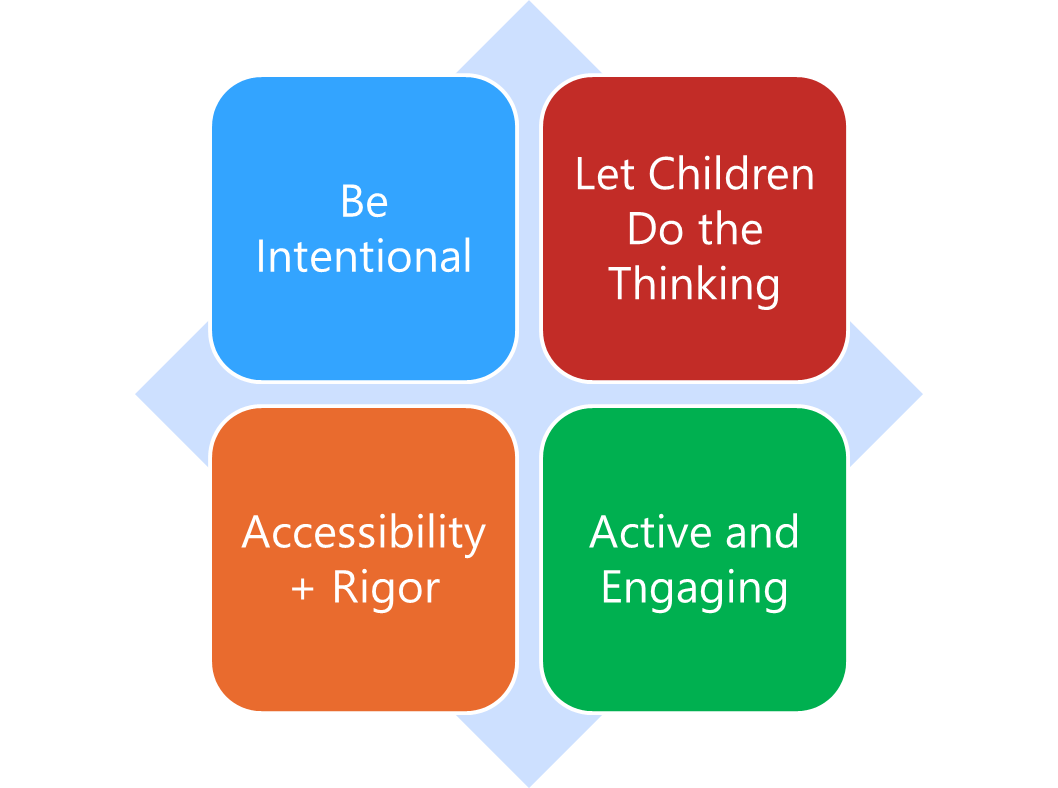 Be
Intentional
Let Children
Do the
Thinking
Accessibility
+ Rigor
Active and
Engaging